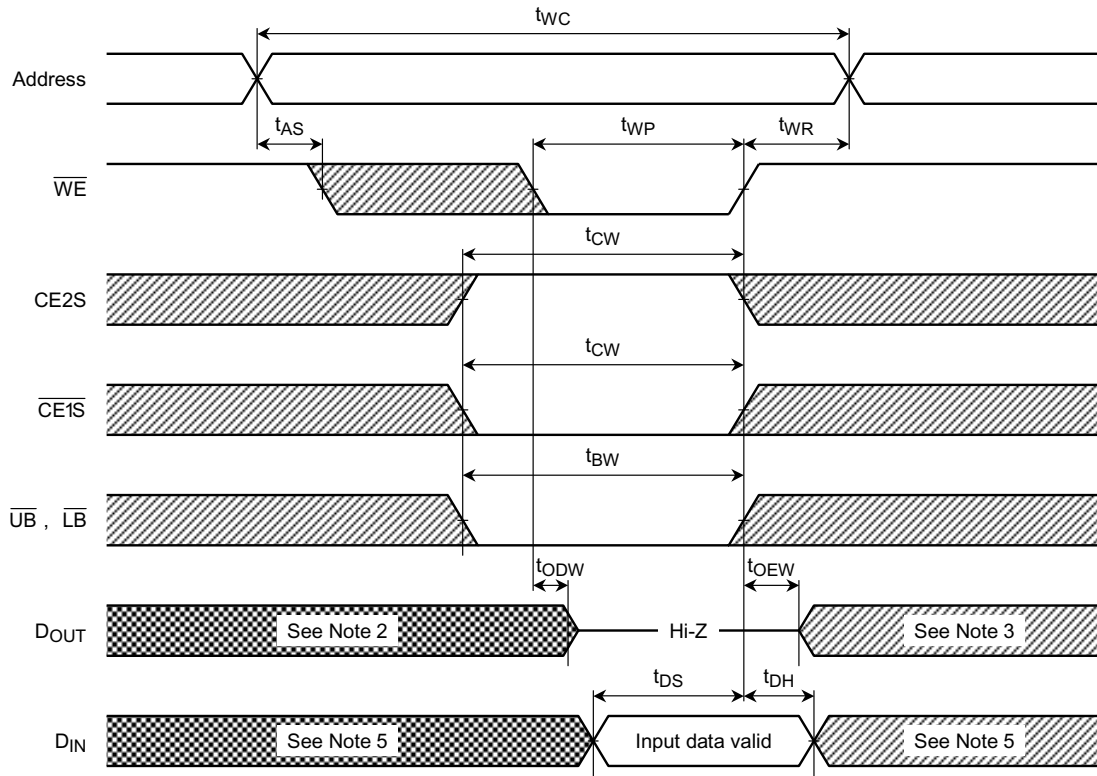 tWC
Address
tAS
tWP
tWR
WE
tCW
CE2S
tCW
CE1S
tBW
UB , LB
tODW
tOEW
DOUT
See Note 2
Hi-Z
See Note 3
tDS
tDH
DIN
See Note 5
Input data valid
See Note 5